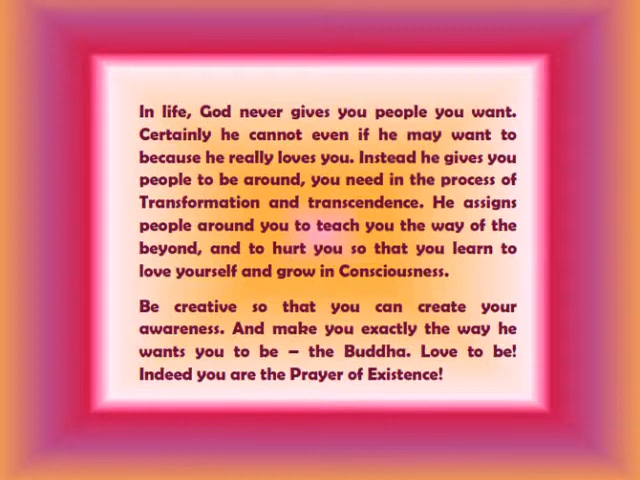 In life, God never gives you people you want.
Certainly he cannot even if he may want to
because he really loves you. Instead he gives you
people to be around, you need in the process of
Transformation and transcendence. He assigns
people around you to teach you the way of the
beyond, and to hurt you so that you learn to
love yourself and grow in Consciousness.
Be creative so that you can create your
awareness. And make you exactly the way he
wants you to be – the Buddha. Love to be!
Indeed you are the Prayer of Existence!